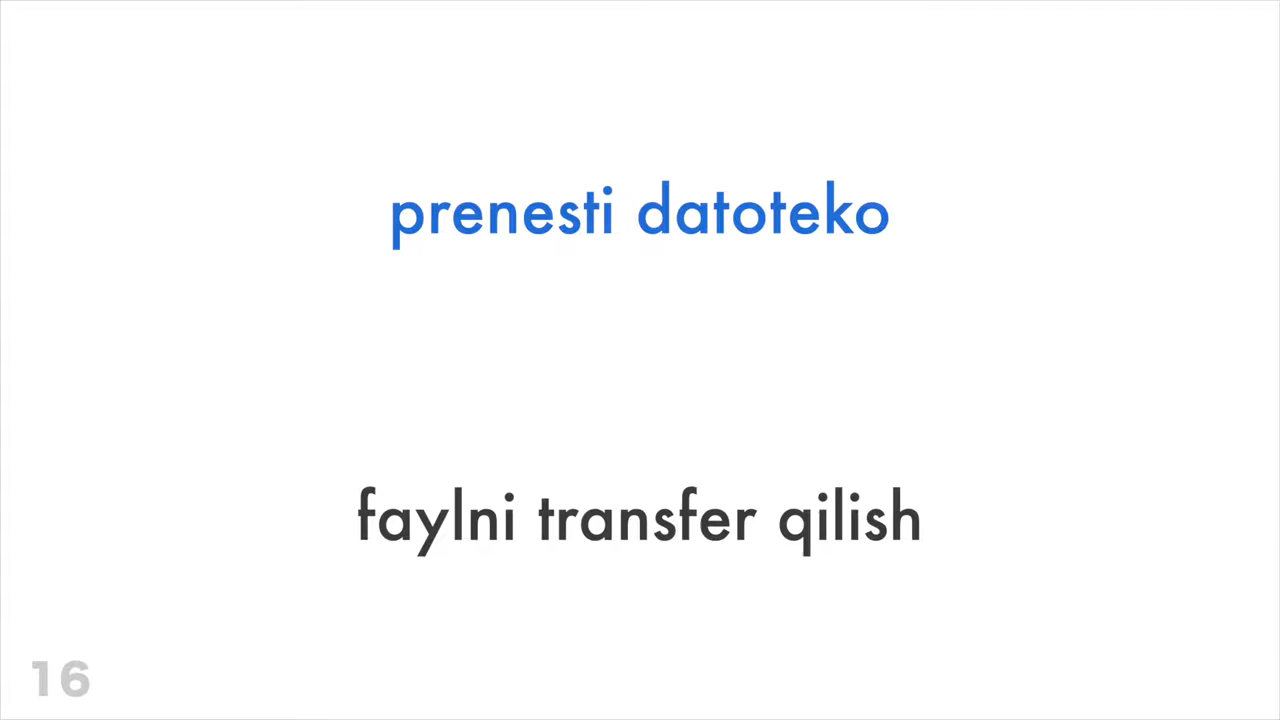 prenesti datoteko
faylni transfer qilish
16